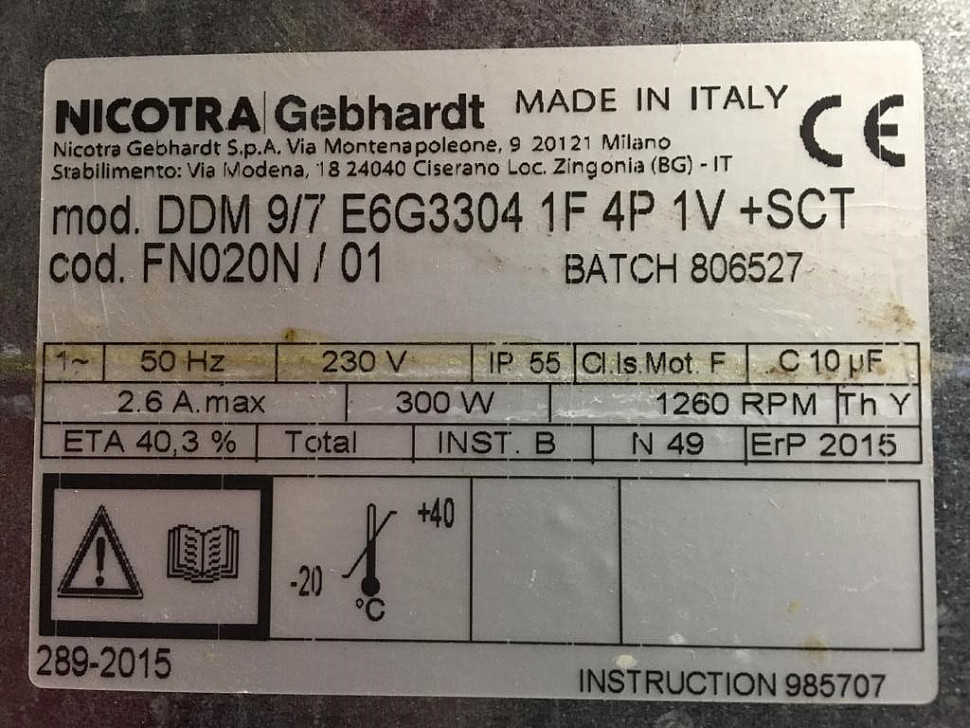 NICOTRA Gebhardt MADE IN ITALY CE
Nicotra Gebhardt S.p.A. Via Montenapoleone, 9 20121 Milano
Stabilimento: Via Modena, 18 24040 Ciserano Loc. Zingonia (BG) - IT
mod. DDM 9/7 E6G3304 1F 4P 1V +SCT
cod. FN020N / 01 BATCH 806527
1~ 50 Hz 230 V IP 55 Cl.Is.Mot. F C 10 µF
2.6 A.max 300 W 1260 RPM Th Y
ETA 40,3 % Total INST. B N 49 ErP 2015
+40
-20
°C
289-2015
INSTRUCTION 985707